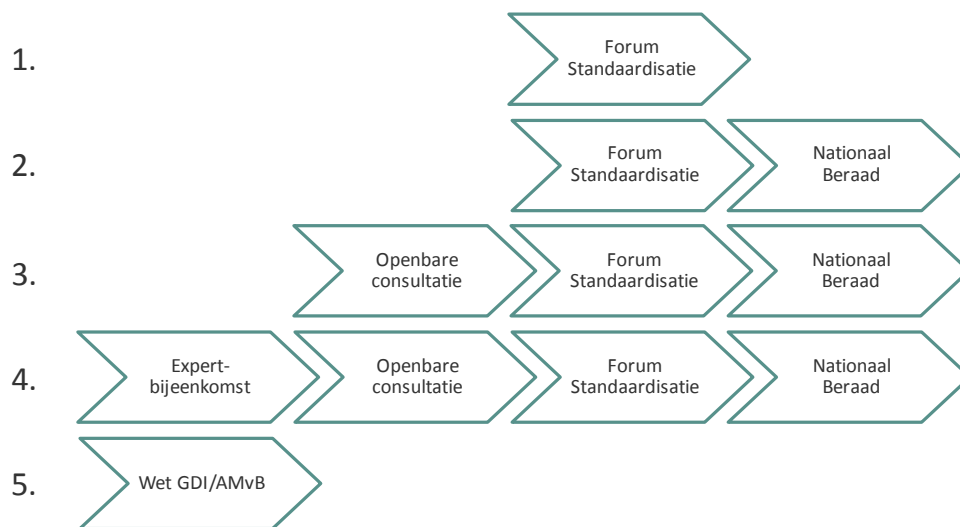 1.
Forum
Standaardisatie
2.
Forum
Standaardisatie
Nationaal
Beraad
3.
Openbare
consultatie
Forum
Standaardisatie
Nationaal
Beraad
4.
Expert-
bijeenkomst
Openbare
consultatie
Forum
Standaardisatie
Nationaal
Beraad
5.
Wet GDI/AMvB